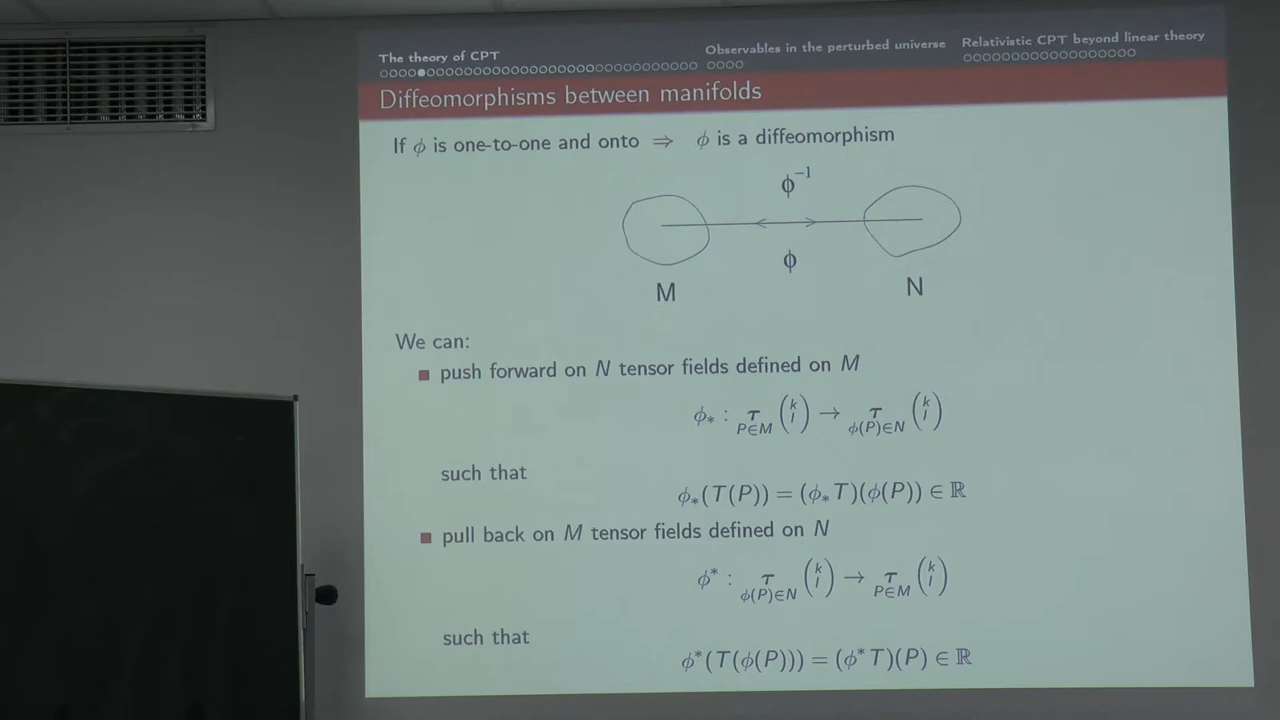 The theory of CPT
Observables in the perturbed universe
Relativistic CPT beyond linear theory
Diffeomorphisms between manifolds
If ϕ is one-to-one and onto ⇒ ϕ is a diffeomorphism
ϕ⁻¹
ϕ
M
N
We can:
push forward on N tensor fields defined on M
ϕ_* : τ_{P∈M} (k l) → τ_{ϕ(P)∈N} (k l)
such that
ϕ_*(T(P)) = (ϕ_*T)(ϕ(P)) ∈ ℝ
pull back on M tensor fields defined on N
ϕ^* : τ_{ϕ(P)∈N} (k l) → τ_{P∈M} (k l)
such that
ϕ^*(T(ϕ(P))) = (ϕ^*T)(P) ∈ ℝ